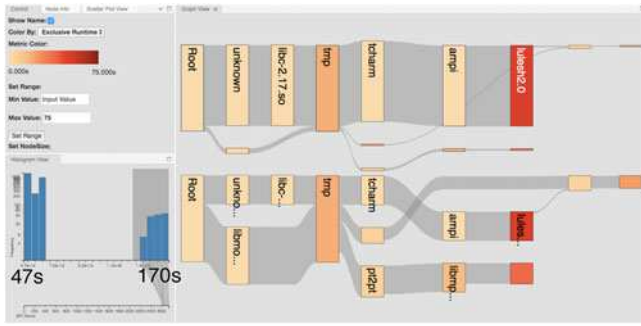 Control
Node Info
Scatter Plot View
Graph View
Show Name:
Color By: Exclusive Runtime
Metric Color:
0.000s 75.000s
Set Range:
Min Value: Input Value
Max Value: 75
Set Range
Set NodeSize:
Histogram View
47s 170s
Root
unknown
libc-2.17.so
tmp
tcharm
ampi
lulesh2.0
Root
unkno...
libc-...
tmp
tcharm
ampi
lules...
libmo...
pt2pt
libmp...